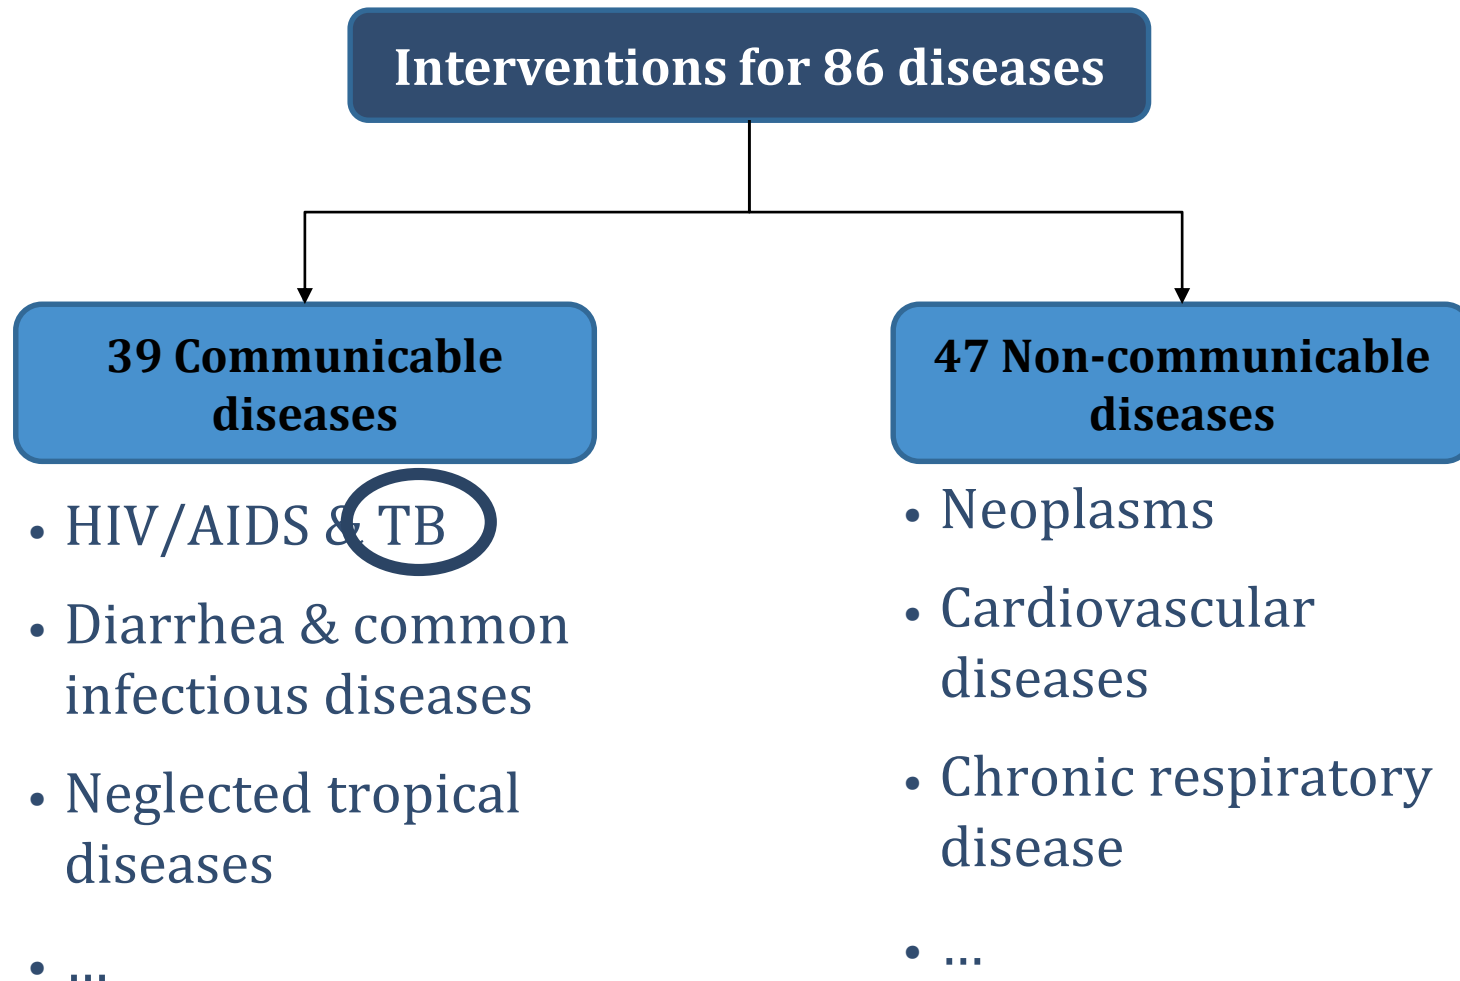 Interventions for 86 diseases
39 Communicable
diseases
• HIV/AIDS & TB
• Diarrhea & common
infectious diseases
• Neglected tropical
diseases
• …
47 Non-communicable
diseases
• Neoplasms
• Cardiovascular
diseases
• Chronic respiratory
disease
• …